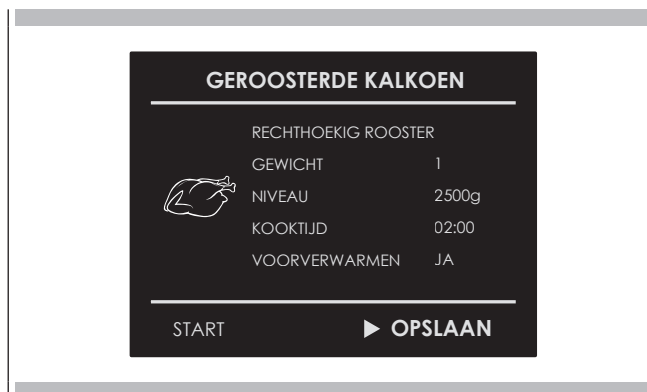 GEROOSTERDE KALKOEN
RECHTHOEKIG ROOSTER
GEWICHT 1
NIVEAU 2500g
KOOKTIJD 02:00
VOORVERWARMEN JA
START ▶ OPSLAAN